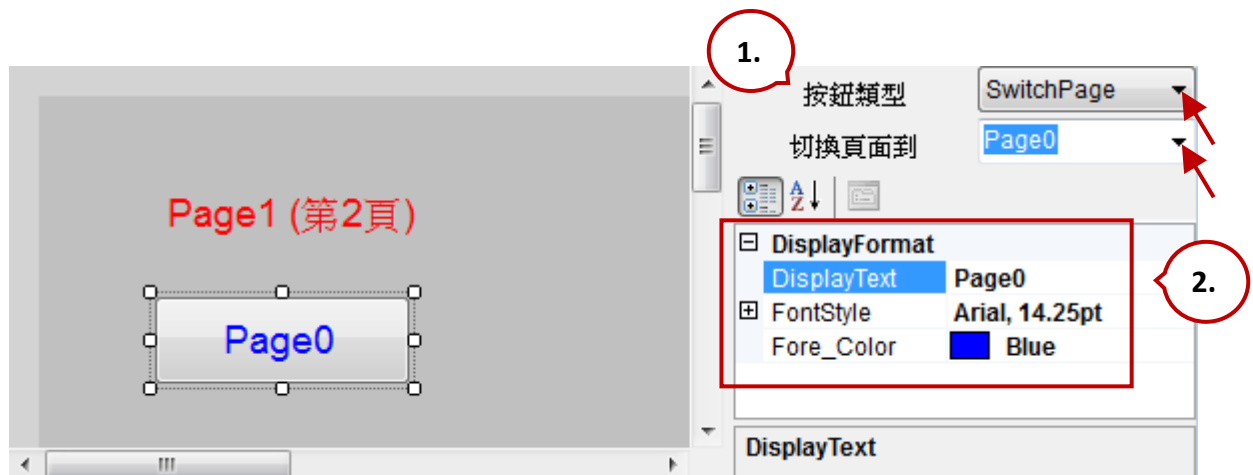 1.
按鈕類型 SwitchPage
切換頁面到 Page0
Page1 (第2頁)
Page0
DisplayFormat
DisplayText Page0
FontStyle Arial, 14.25pt
Fore_Color Blue
2.
DisplayText